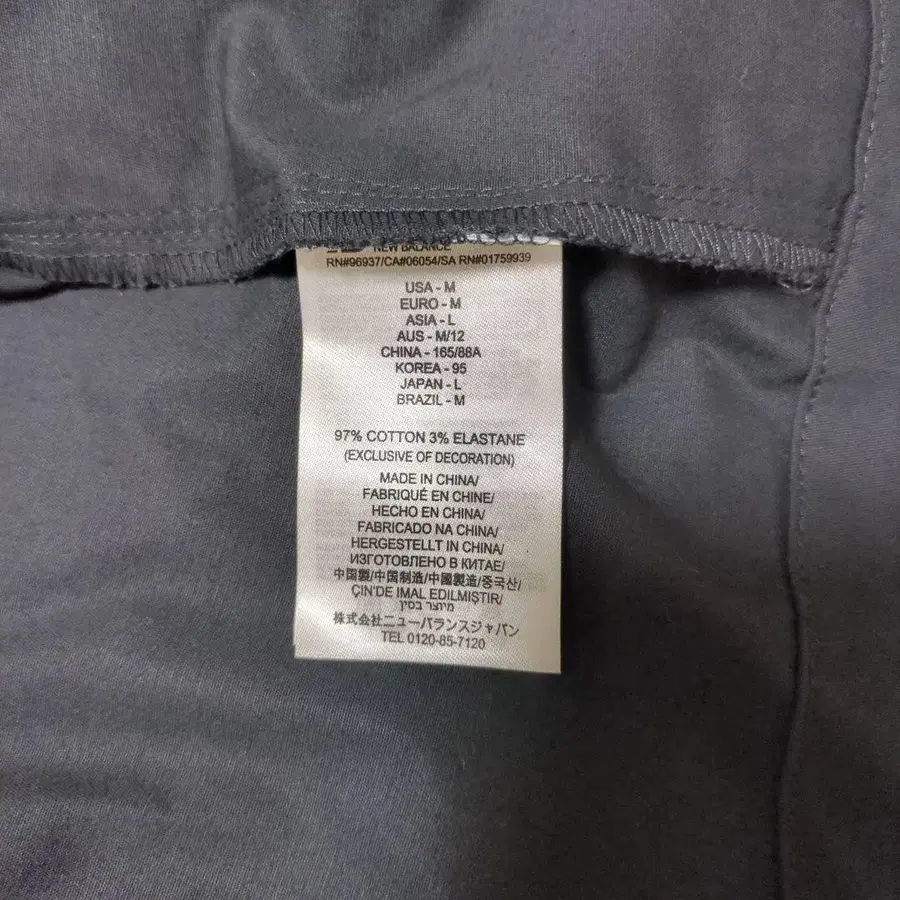 NEW BALANCE
RN#96937/CA#06054/SA RN#01759939
USA - M
EURO - M
ASIA - L
AUS - M/12
CHINA - 165/88A
KOREA - 95
JAPAN - L
BRAZIL - M
97% COTTON 3% ELASTANE
(EXCLUSIVE OF DECORATION)
MADE IN CHINA/
FABRIQUÉ EN CHINE/
HECHO EN CHINA/
FABRICADO NA CHINA/
HERGESTELLT IN CHINA/
ИЗГОТОВЛЕНО В КИТАЕ/
中国製/中国制造/中國製造/중국산/
ÇIN'DE IMAL EDILMIŞTIR/
מיוצר בסין
株式会社ニューバランスジャパン
TEL 0120-85-7120